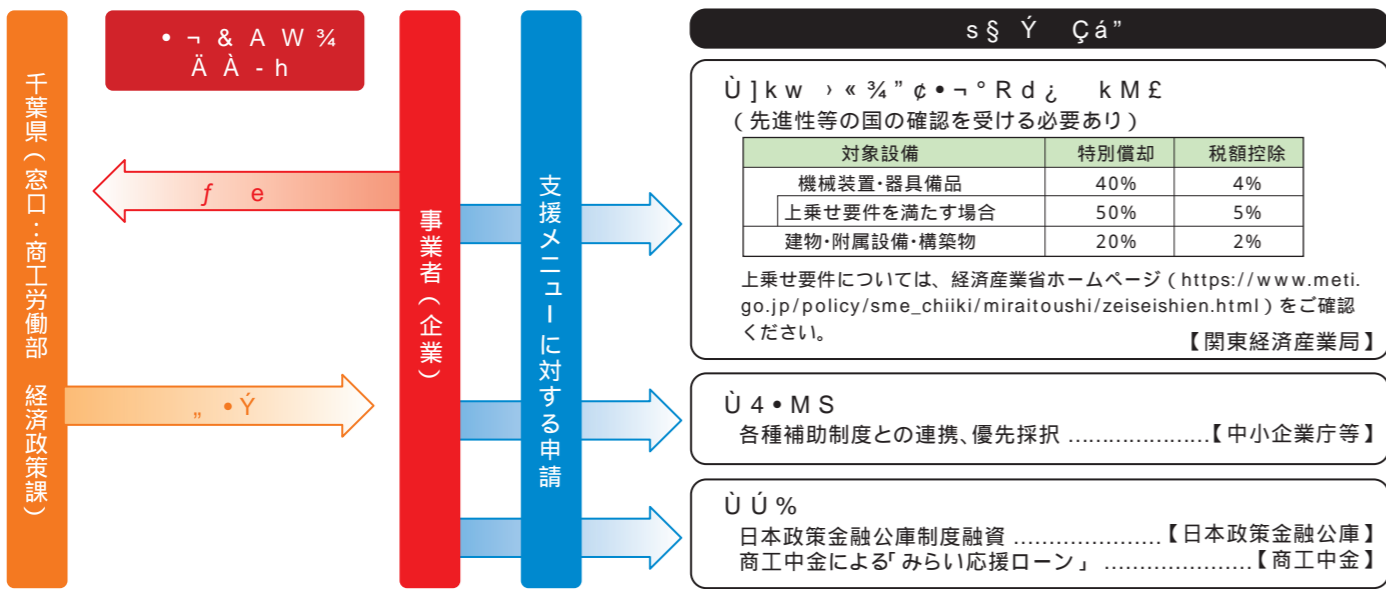 千葉県（窓口：商工労働部 経済政策課）
事業者（企業）
支援メニューに対する申請
（先進性等の国の確認を受ける必要あり）
対象設備 特別償却 税額控除
機械装置・器具備品 40% 4%
上乗せ要件を満たす場合 50% 5%
建物・附属設備・構築物 20% 2%
上乗せ要件については、経済産業省ホームページ（https://www.meti.
go.jp/policy/sme_chiiki/miraitoushi/zeiseishien.html）をご確認
ください。
【関東経済産業局】
各種補助制度との連携、優先採択 ....................【中小企業庁等】
日本政策金融公庫制度融資 .....................【日本政策金融公庫】
商工中金による「みらい応援ローン」 .....................【商工中金】